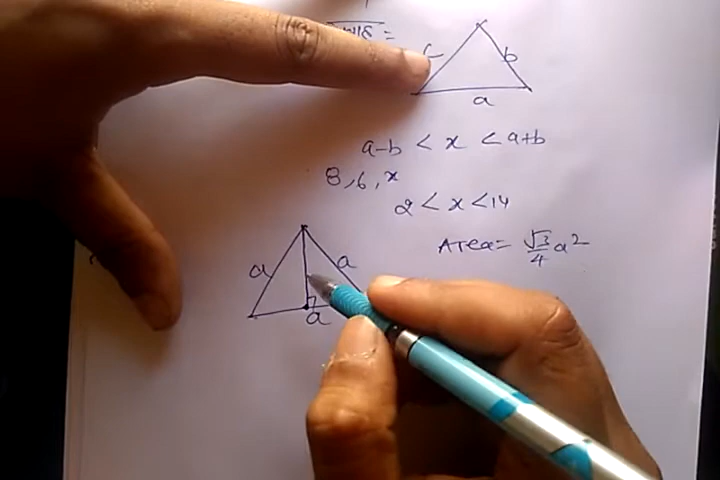 b
a
a-b < x < a+b
8, 6, x
2 < x < 14
Area = √3/4 a²
a
a
a